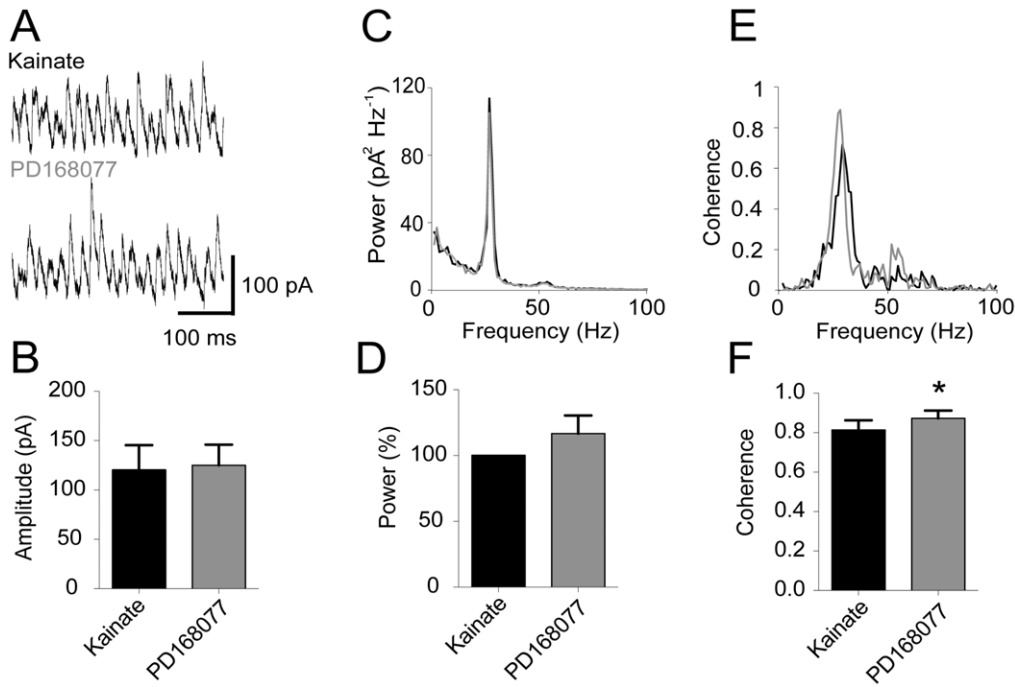 A
Kainate
PD168077
100 pA
100 ms
B
Amplitude (pA)
200
150
100
50
0
Kainate
PD168077
C
Power (pA² Hz⁻¹)
120
80
40
0
0 50 100
Frequency (Hz)
D
Power (%)
150
100
50
0
Kainate
PD168077
E
Coherence
1
0.8
0.6
0.4
0.2
0
0 50 100
Frequency (Hz)
F
Coherence
1.0
0.8
0.6
0.4
0.2
0.0
*
Kainate
PD168077